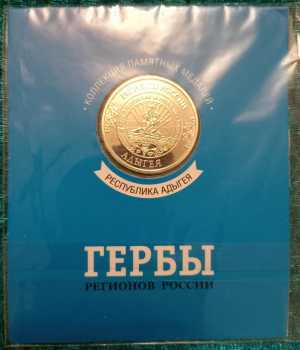 КОЛЛЕКЦИЯ ПАМЯТНЫХ МЕДАЛЕЙ
АДЫГЕЯ
РЕСПУБЛИКА АДЫГЕЯ
ГЕРБЫ
РЕГИОНОВ РОССИИ